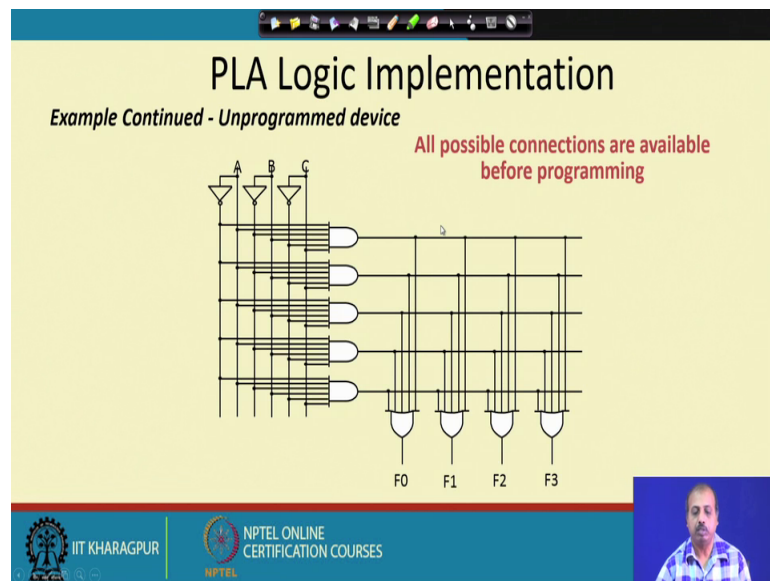 PLA Logic Implementation
Example Continued - Unprogrammed device
All possible connections are available
before programming
A B C
F0 F1 F2 F3
IIT KHARAGPUR
NPTEL
NPTEL ONLINE
CERTIFICATION COURSES